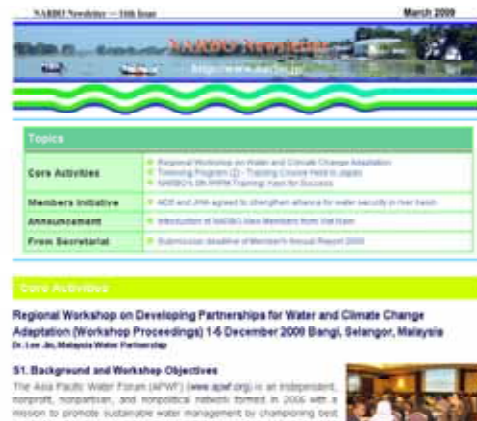 NARBO Newsletter — 16th Issue March 2009
NARBO Newsletter
http://www.narbo.jp
Topics
Core Activities
Regional Workshop on Water and Climate Change Adaptation
Twinning Program (2) - Training Course Held in Japan
NARBO's 5th IWRM Training: for Success
Members Initiative
ADB and JWA agreed to strengthen alliance for water security in river basin
Announcement
Introduction of NARBO New Members from Viet Nam
From Secretariat
Submission deadline of Member's Annual Report 2008
Core Activities
Regional Workshop on Developing Partnerships for Water and Climate Change
Adaptation (Workshop Proceedings) 1-5 December 2008 Bangi, Selangor, Malaysia
Dr. Lee Jin, Malaysia Water Partnership
S1. Background and Workshop Objectives
The Asia Pacific Water Forum (APWF) (www.apwf.org) is an independent,
nonprofit, nonpartisan, and nonpolitical network formed in 2006 with a
mission to promote sustainable water management by championing best